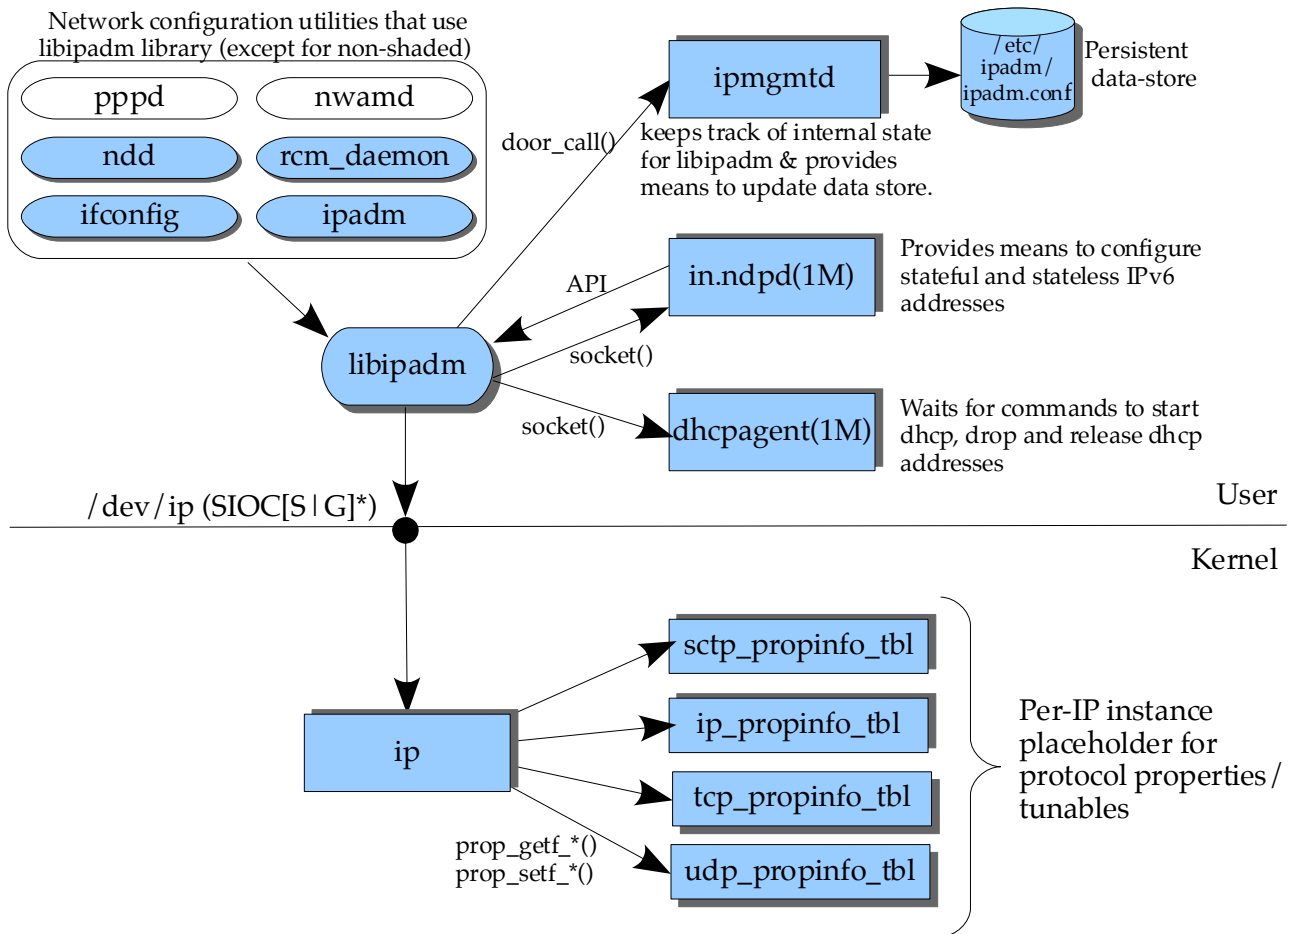 Network configuration utilities that use
libipadm library (except for non-shaded)
pppd
nwamd
ndd
rcm_daemon
ifconfig
ipadm
door_call()
ipmgmtd
keeps track of internal state
for libipadm & provides
means to update data store.
/etc/
ipadm/
ipadm.conf
Persistent
data-store
API
in.ndpd(1M)
Provides means to configure
stateful and stateless IPv6
addresses
libipadm
socket()
socket()
dhcpagent(1M)
Waits for commands to start
dhcp, drop and release dhcp
addresses
/dev/ip (SIOC[S|G]*)
User
Kernel
ip
sctp_propinfo_tbl
ip_propinfo_tbl
tcp_propinfo_tbl
udp_propinfo_tbl
prop_getf_*()
prop_setf_*()
Per-IP instance
placeholder for
protocol properties/
tunables